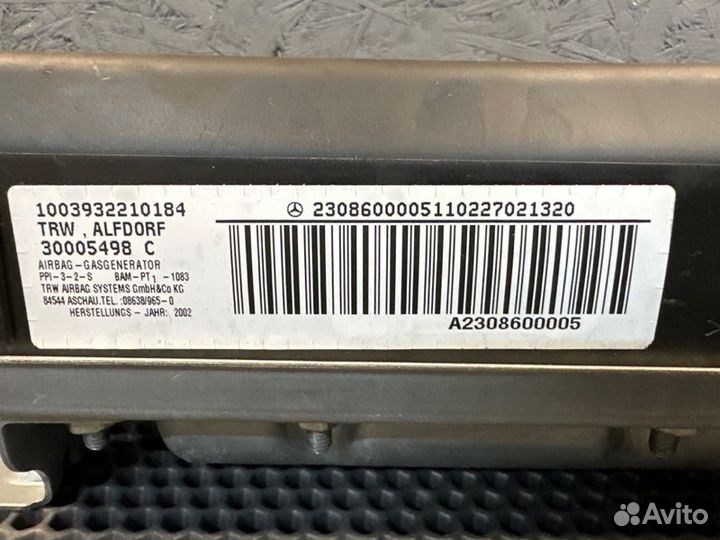 1003932210184
TRW , ALFDORF
30005498 C
AIRBAG-GASGENERATOR
PPI-3-2-S BAM-PT1 -1083
TRW AIRBAG SYSTEMS GmbH&Co KG
84544 ASCHAU.TEL.:08638/965-0
HERSTELLUNGS - JAHR: 2002
2308600005110227021320
A2308600005
Avito